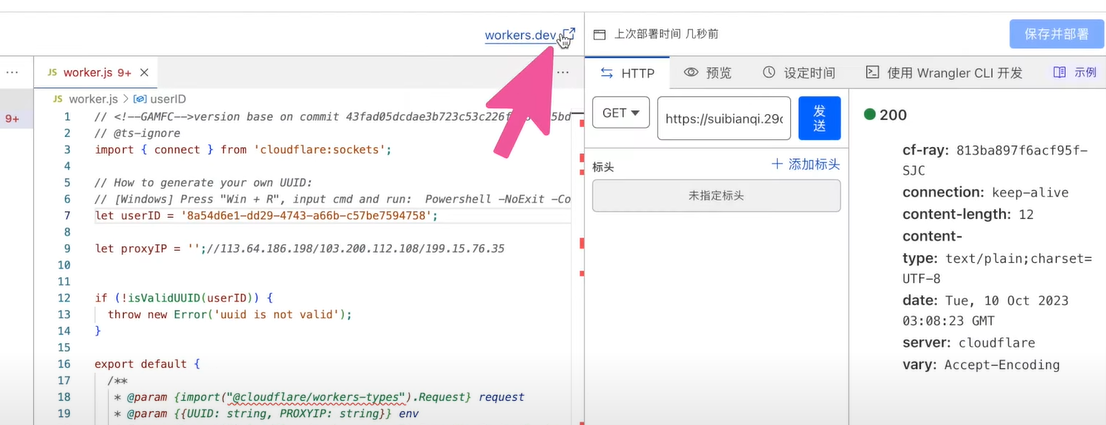 workers.dev
上次部署时间 几秒前
保存并部署
JS worker.js 9+
9+
JS worker.js > userID
1 // <!--GAMFC-->version base on commit 43fad05dcdae3b723c53c226f
2 // @ts-ignore
3 import { connect } from 'cloudflare:sockets';
4
5 // How to generate your own UUID:
6 // [Windows] Press "Win + R", input cmd and run:  Powershell -NoExit -Co
7 let userID = '8a54d6e1-dd29-4743-a66b-c57be7594758';
8
9 let proxyIP = '';//113.64.186.198/103.200.112.108/199.15.76.35
10
11
12 if (!isValidUUID(userID)) {
13   throw new Error('uuid is not valid');
14 }
15
16 export default {
17   /**
18    * @param {import("@cloudflare/workers-types").Request} request
19    * @param {{UUID: string, PROXYIP: string}} env
HTTP 预览 设定时间 使用 Wrangler CLI 开发 示例
GET https://suibianqi.29 发送
标头 + 添加标头
未指定标头
200
cf-ray: 813ba897f6acf95f-
SJC
connection: keep-alive
content-length: 12
content-
type: text/plain;charset=
UTF-8
date: Tue, 10 Oct 2023
03:08:23 GMT
server: cloudflare
vary: Accept-Encoding